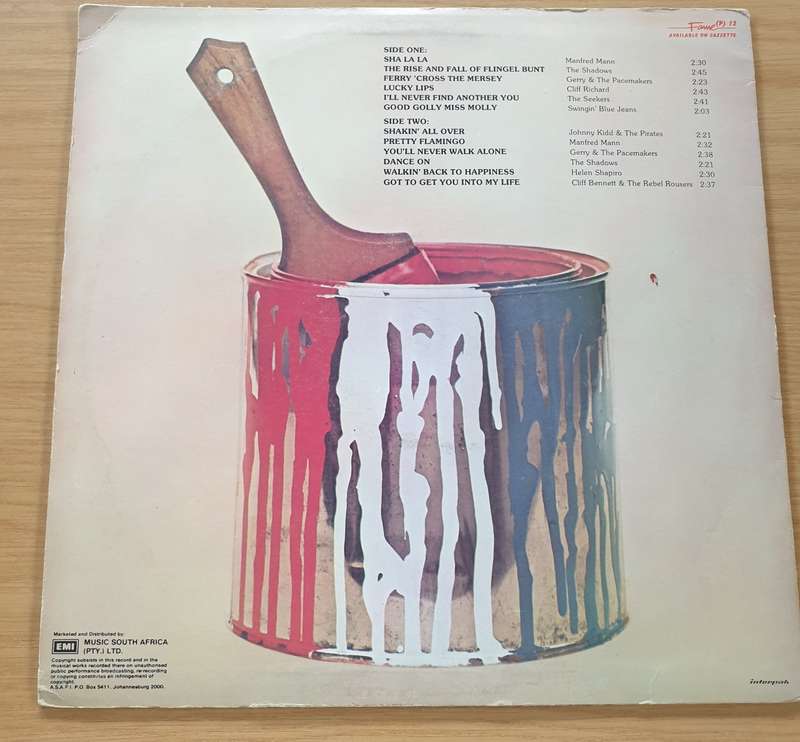 Fame (P) 12
AVAILABLE ON CAZZETTE
SIDE ONE:
SHA LA LA Manfred Mann 2:30
THE RISE AND FALL OF FLINGEL BUNT The Shadows 2:45
FERRY 'CROSS THE MERSEY Gerry & The Pacemakers 2:23
LUCKY LIPS Cliff Richard 2:43
I'LL NEVER FIND ANOTHER YOU The Seekers 2:41
GOOD GOLLY MISS MOLLY Swingin' Blue Jeans 2:03
SIDE TWO:
SHAKIN' ALL OVER Johnny Kidd & The Pirates 2:21
PRETTY FLAMINGO Manfred Mann 2:32
YOU'LL NEVER WALK ALONE Gerry & The Pacemakers 2:38
DANCE ON The Shadows 2:21
WALKIN' BACK TO HAPPINESS Helen Shapiro 2:30
GOT TO GET YOU INTO MY LIFE Cliff Bennett & The Rebel Rousers 2:37
Marketed and Distributed by:
EMI MUSIC SOUTH AFRICA
(PTY.) LTD.
Copyright subsists in this record and in the
musical works recorded there on unauthorised
public performance broadcasting, re-recording
or copying constitutes an infringement of
copyright.
A.S.A.P.I. P.O. Box 5411, Johannesburg 2000.
interpak